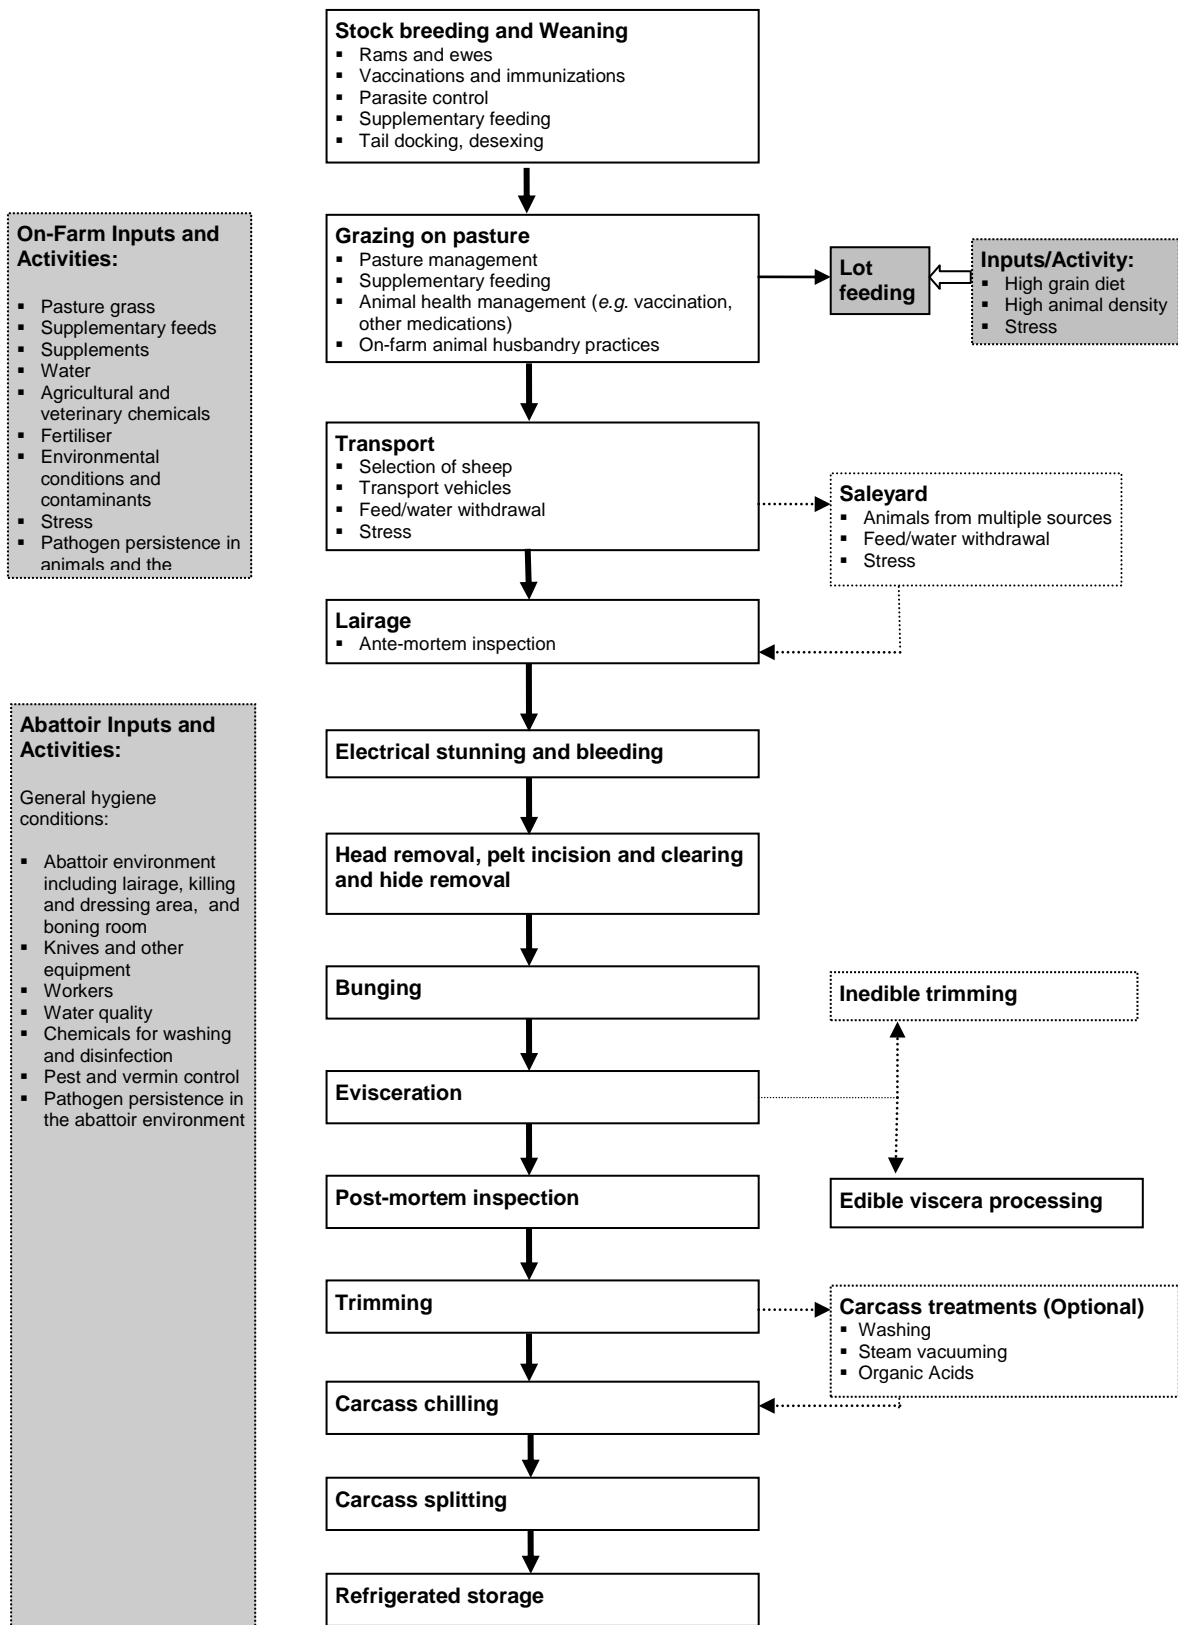 Stock breeding and Weaning
▪ Rams and ewes
▪ Vaccinations and immunizations
▪ Parasite control
▪ Supplementary feeding
▪ Tail docking, desexing
On-Farm Inputs and
Activities:
▪ Pasture grass
▪ Supplementary feeds
▪ Supplements
▪ Water
▪ Agricultural and
veterinary chemicals
▪ Fertiliser
▪ Environmental
conditions and
contaminants
▪ Stress
▪ Pathogen persistence in
animals and the
Grazing on pasture
▪ Pasture management
▪ Supplementary feeding
▪ Animal health management (e.g. vaccination,
other medications)
▪ On-farm animal husbandry practices
Lot
feeding
Inputs/Activity:
▪ High grain diet
▪ High animal density
▪ Stress
Transport
▪ Selection of sheep
▪ Transport vehicles
▪ Feed/water withdrawal
▪ Stress
Saleyard
▪ Animals from multiple sources
▪ Feed/water withdrawal
▪ Stress
Lairage
▪ Ante-mortem inspection
Abattoir Inputs and
Activities:
General hygiene
conditions:
▪ Abattoir environment
including lairage, killing
and dressing area, and
boning room
▪ Knives and other
equipment
▪ Workers
▪ Water quality
▪ Chemicals for washing
and disinfection
▪ Pest and vermin control
▪ Pathogen persistence in
the abattoir environment
Electrical stunning and bleeding
Head removal, pelt incision and clearing
and hide removal
Bunging
Inedible trimming
Evisceration
Post-mortem inspection
Edible viscera processing
Trimming
Carcass treatments (Optional)
▪ Washing
▪ Steam vacuuming
▪ Organic Acids
Carcass chilling
Carcass splitting
Refrigerated storage